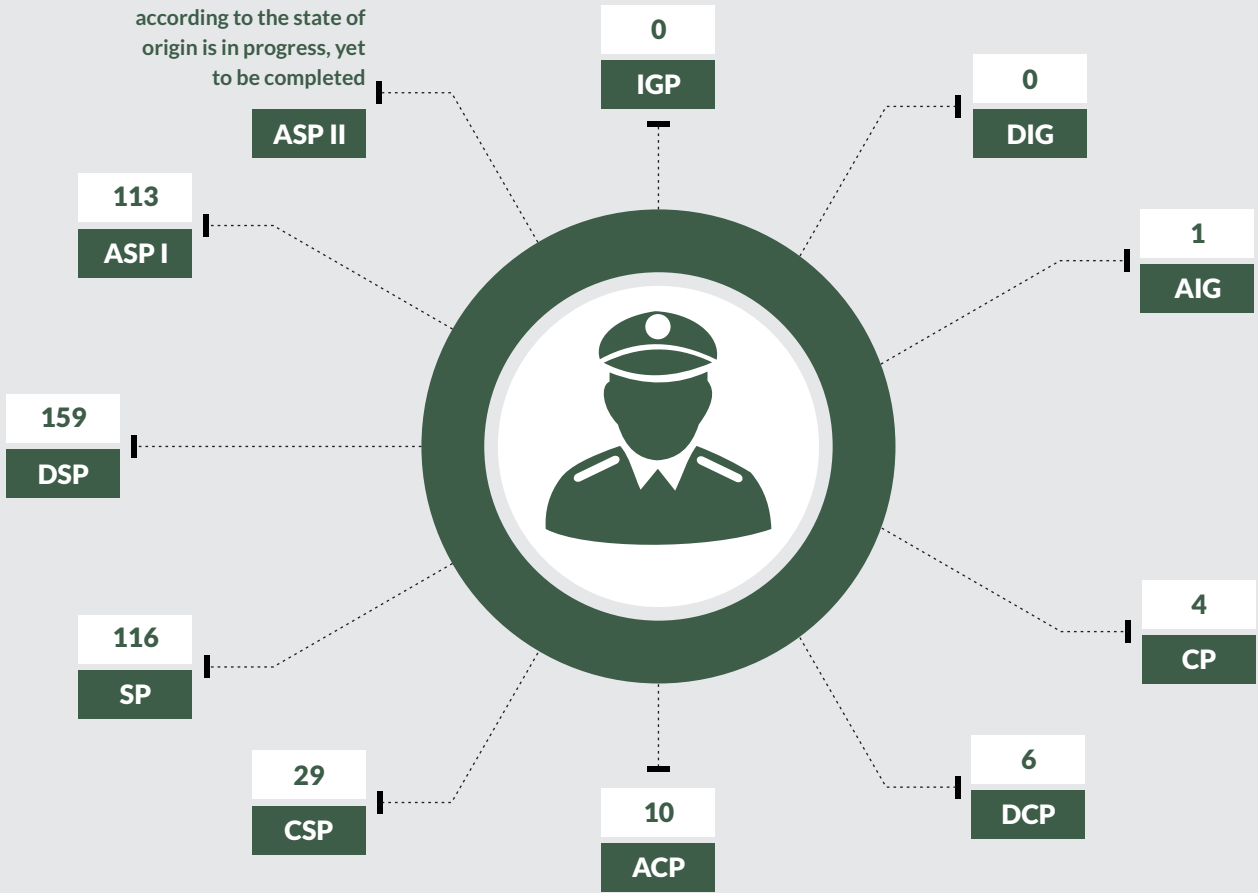 according to the state of
origin is in progress, yet
to be completed
ASP II
0
IGP
0
DIG
1
AIG
4
CP
6
DCP
10
ACP
29
CSP
116
SP
159
DSP
113
ASP I